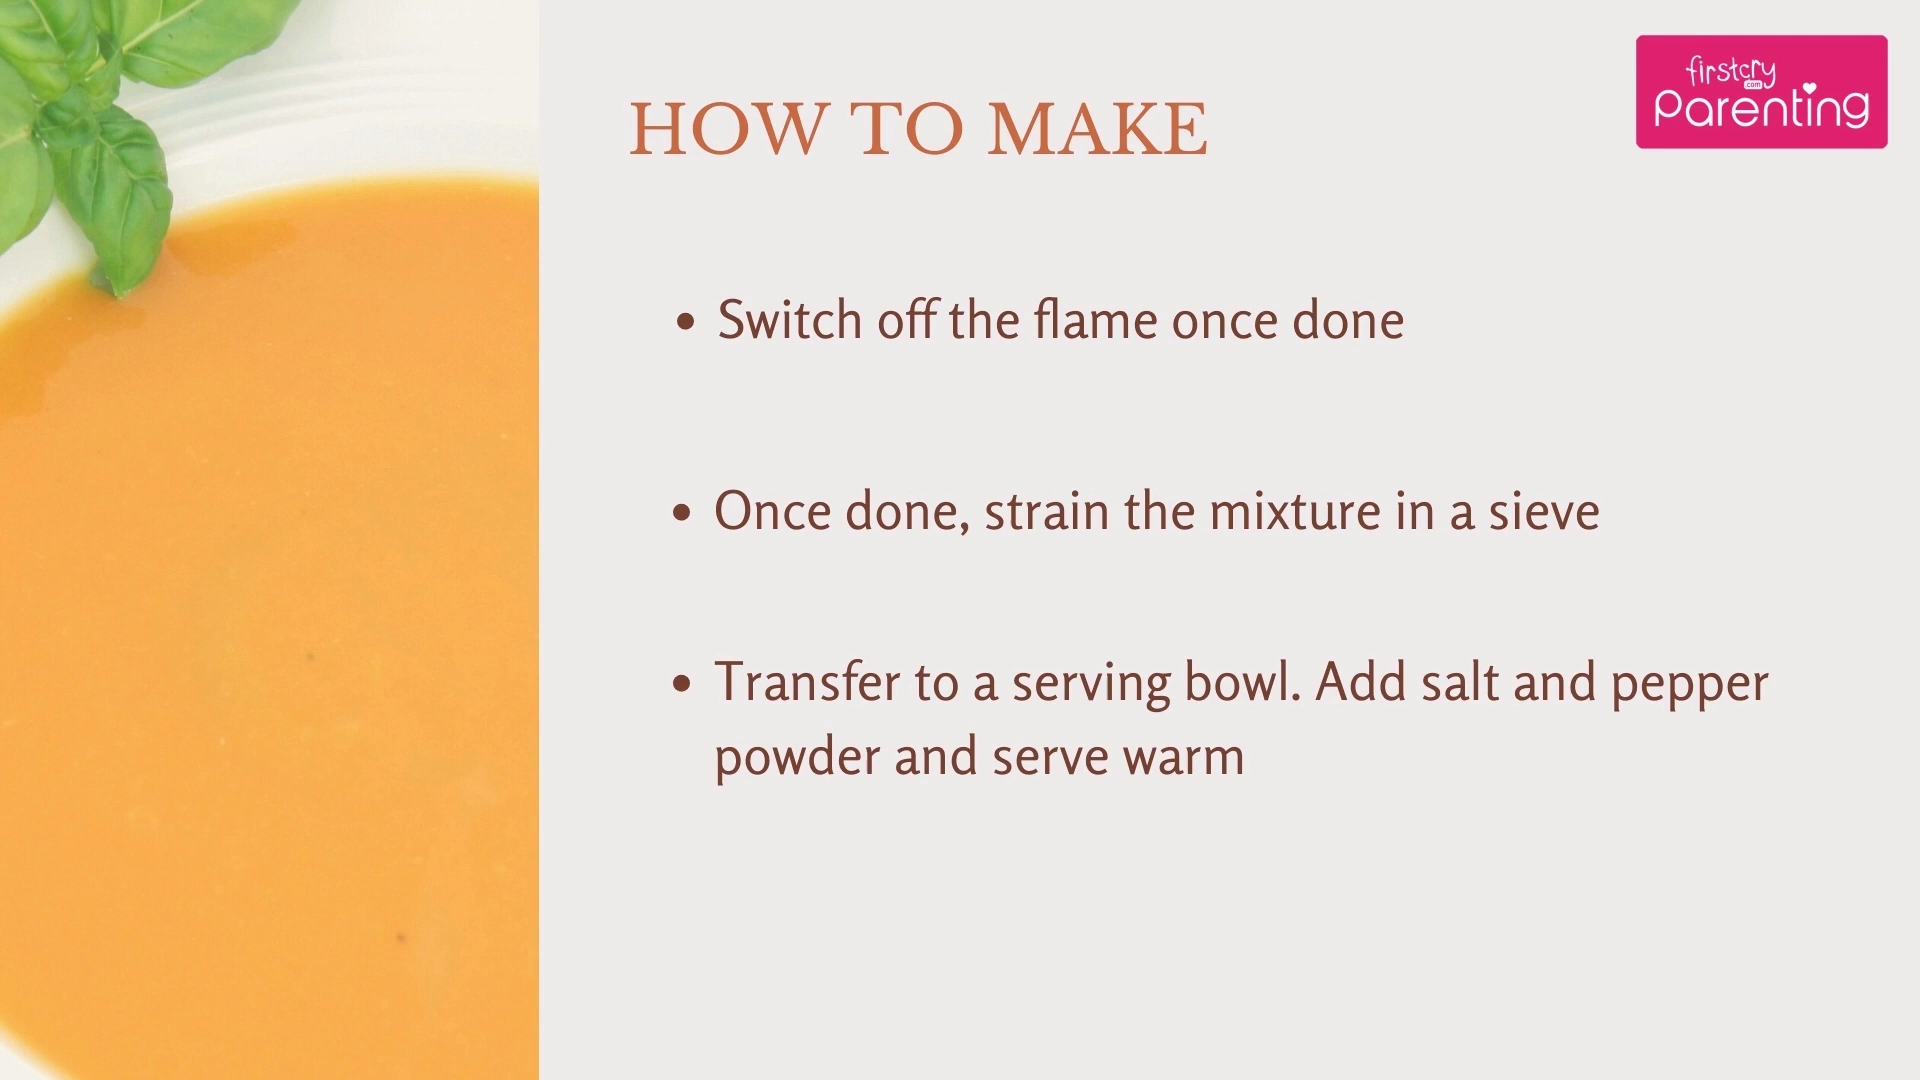 HOW TO MAKE
firstcry
.com
Parenting
• Switch off the flame once done
• Once done, strain the mixture in a sieve
• Transfer to a serving bowl. Add salt and pepper
powder and serve warm